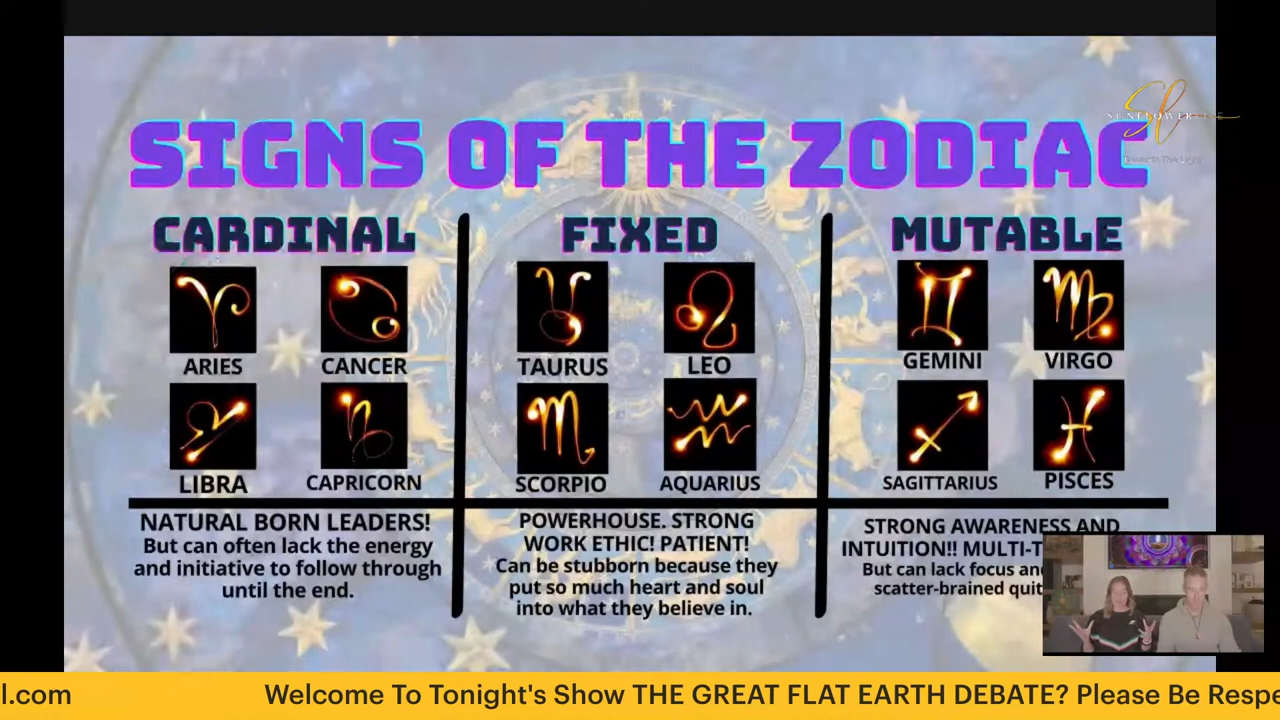 SIGNS OF THE ZODIAC
CARDINAL
ARIES
CANCER
LIBRA
CAPRICORN
NATURAL BORN LEADERS!
But can often lack the energy
and initiative to follow through
until the end.
FIXED
TAURUS
LEO
SCORPIO
AQUARIUS
POWERHOUSE. STRONG
WORK ETHIC! PATIENT!
Can be stubborn because they
put so much heart and soul
into what they believe in.
MUTABLE
GEMINI
VIRGO
SAGITTARIUS
PISCES
STRONG AWARENESS AND
INTUITION!! MULTI-T
But can lack focus an
scatter-brained quit
l.com
Welcome To Tonight's Show THE GREAT FLAT EARTH DEBATE? Please Be Respe